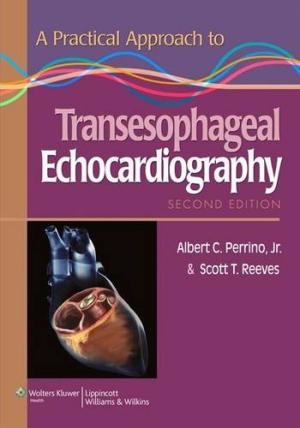 A Practical Approach to
Transesophageal
Echocardiography
SECOND EDITION
Albert C. Perrino, Jr.
& Scott T. Reeves
Wolters Kluwer
Health
Lippincott
Williams & Wilkins